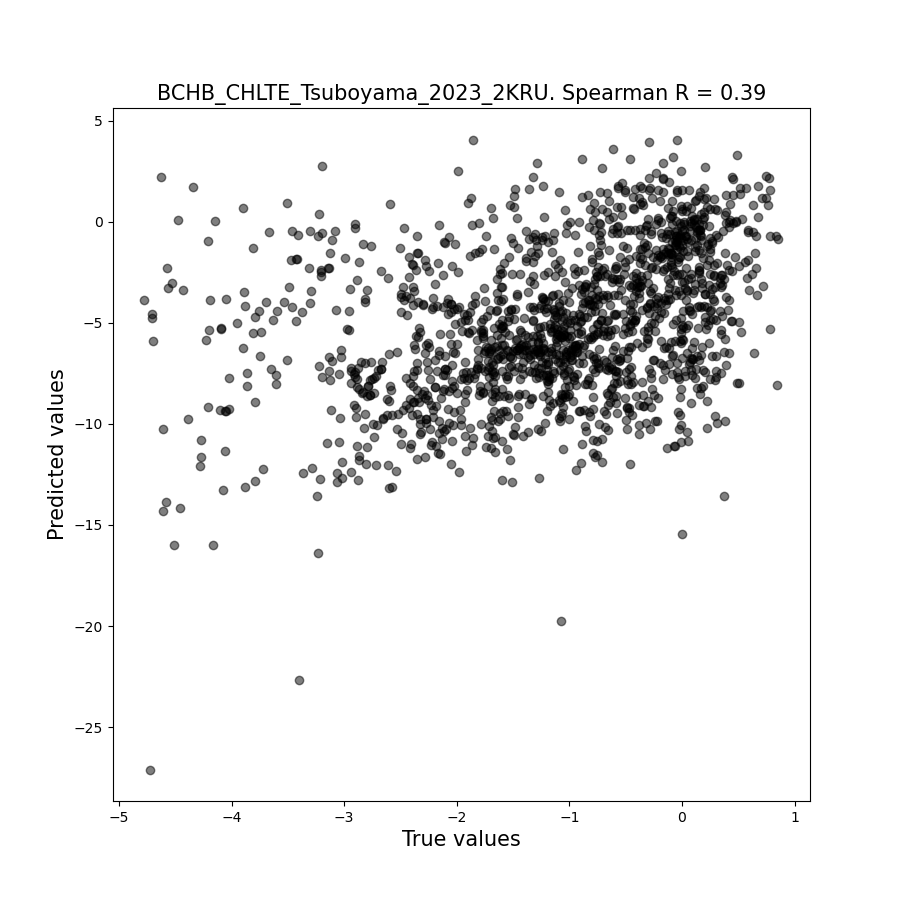 BCHB_CHLTE_Tsuboyama_2023_2KRU. Spearman R = 0.39
5
0
−5
−10
−15
−20
−25
Predicted values
−5 −4 −3 −2 −1 0 1
True values